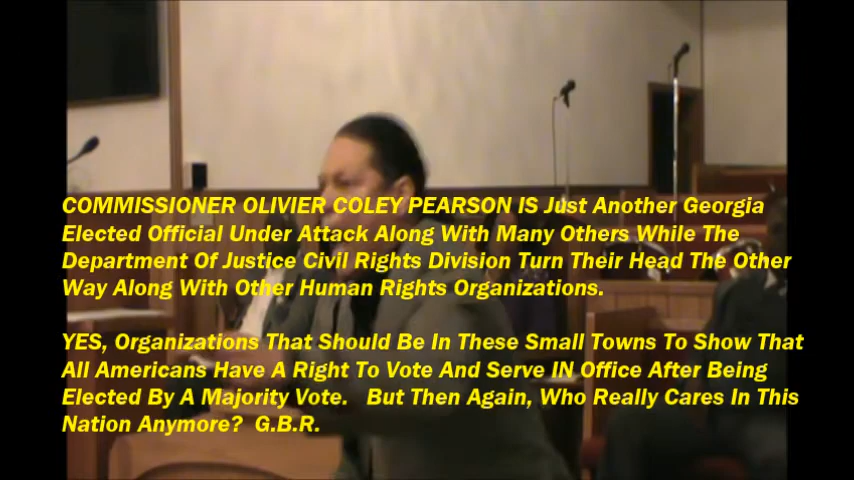 COMMISSIONER OLIVIER COLEY PEARSON IS Just Another Georgia
Elected Official Under Attack Along With Many Others While The
Department Of Justice Civil Rights Division Turn Their Head The Other
Way Along With Other Human Rights Organizations.
YES, Organizations That Should Be In These Small Towns To Show That
All Americans Have A Right To Vote And Serve IN Office After Being
Elected By A Majority Vote. But Then Again, Who Really Cares In This
Nation Anymore? G.B.R.